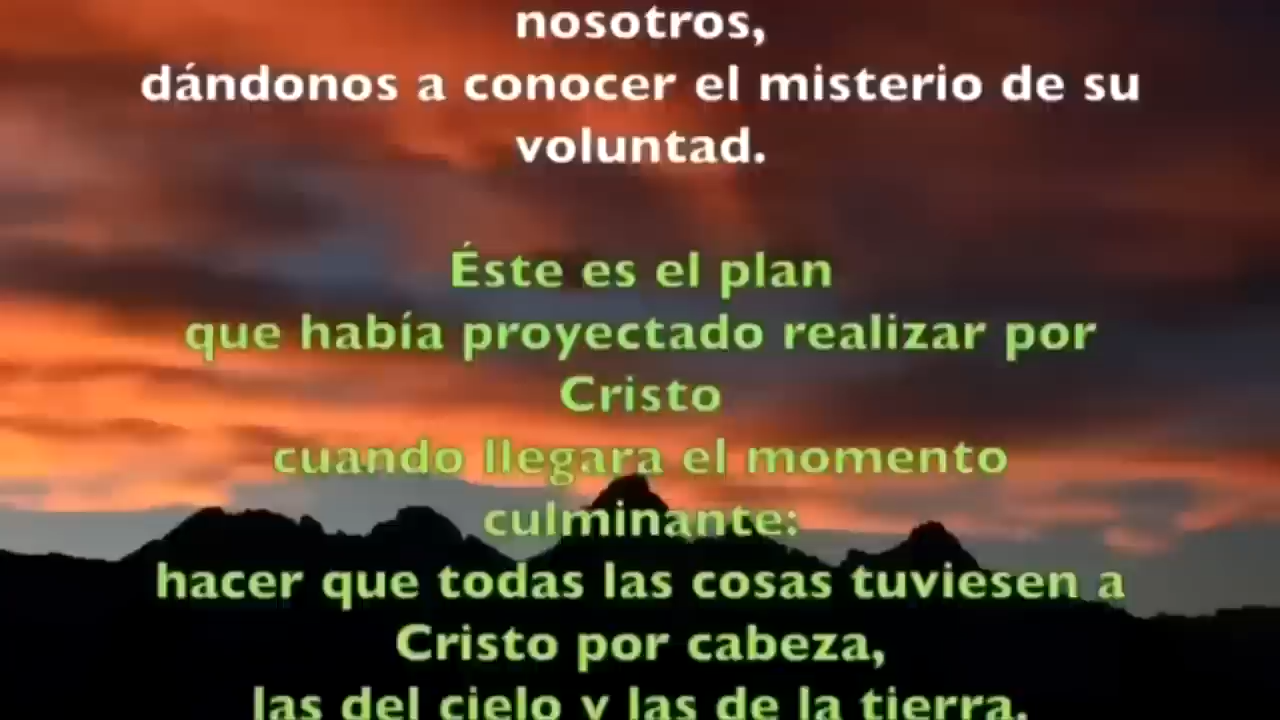 nosotros,
dándonos a conocer el misterio de su
voluntad.
Éste es el plan
que había proyectado realizar por
Cristo
cuando llegara el momento
culminante:
hacer que todas las cosas tuviesen a
Cristo por cabeza,
las del cielo y las de la tierra.